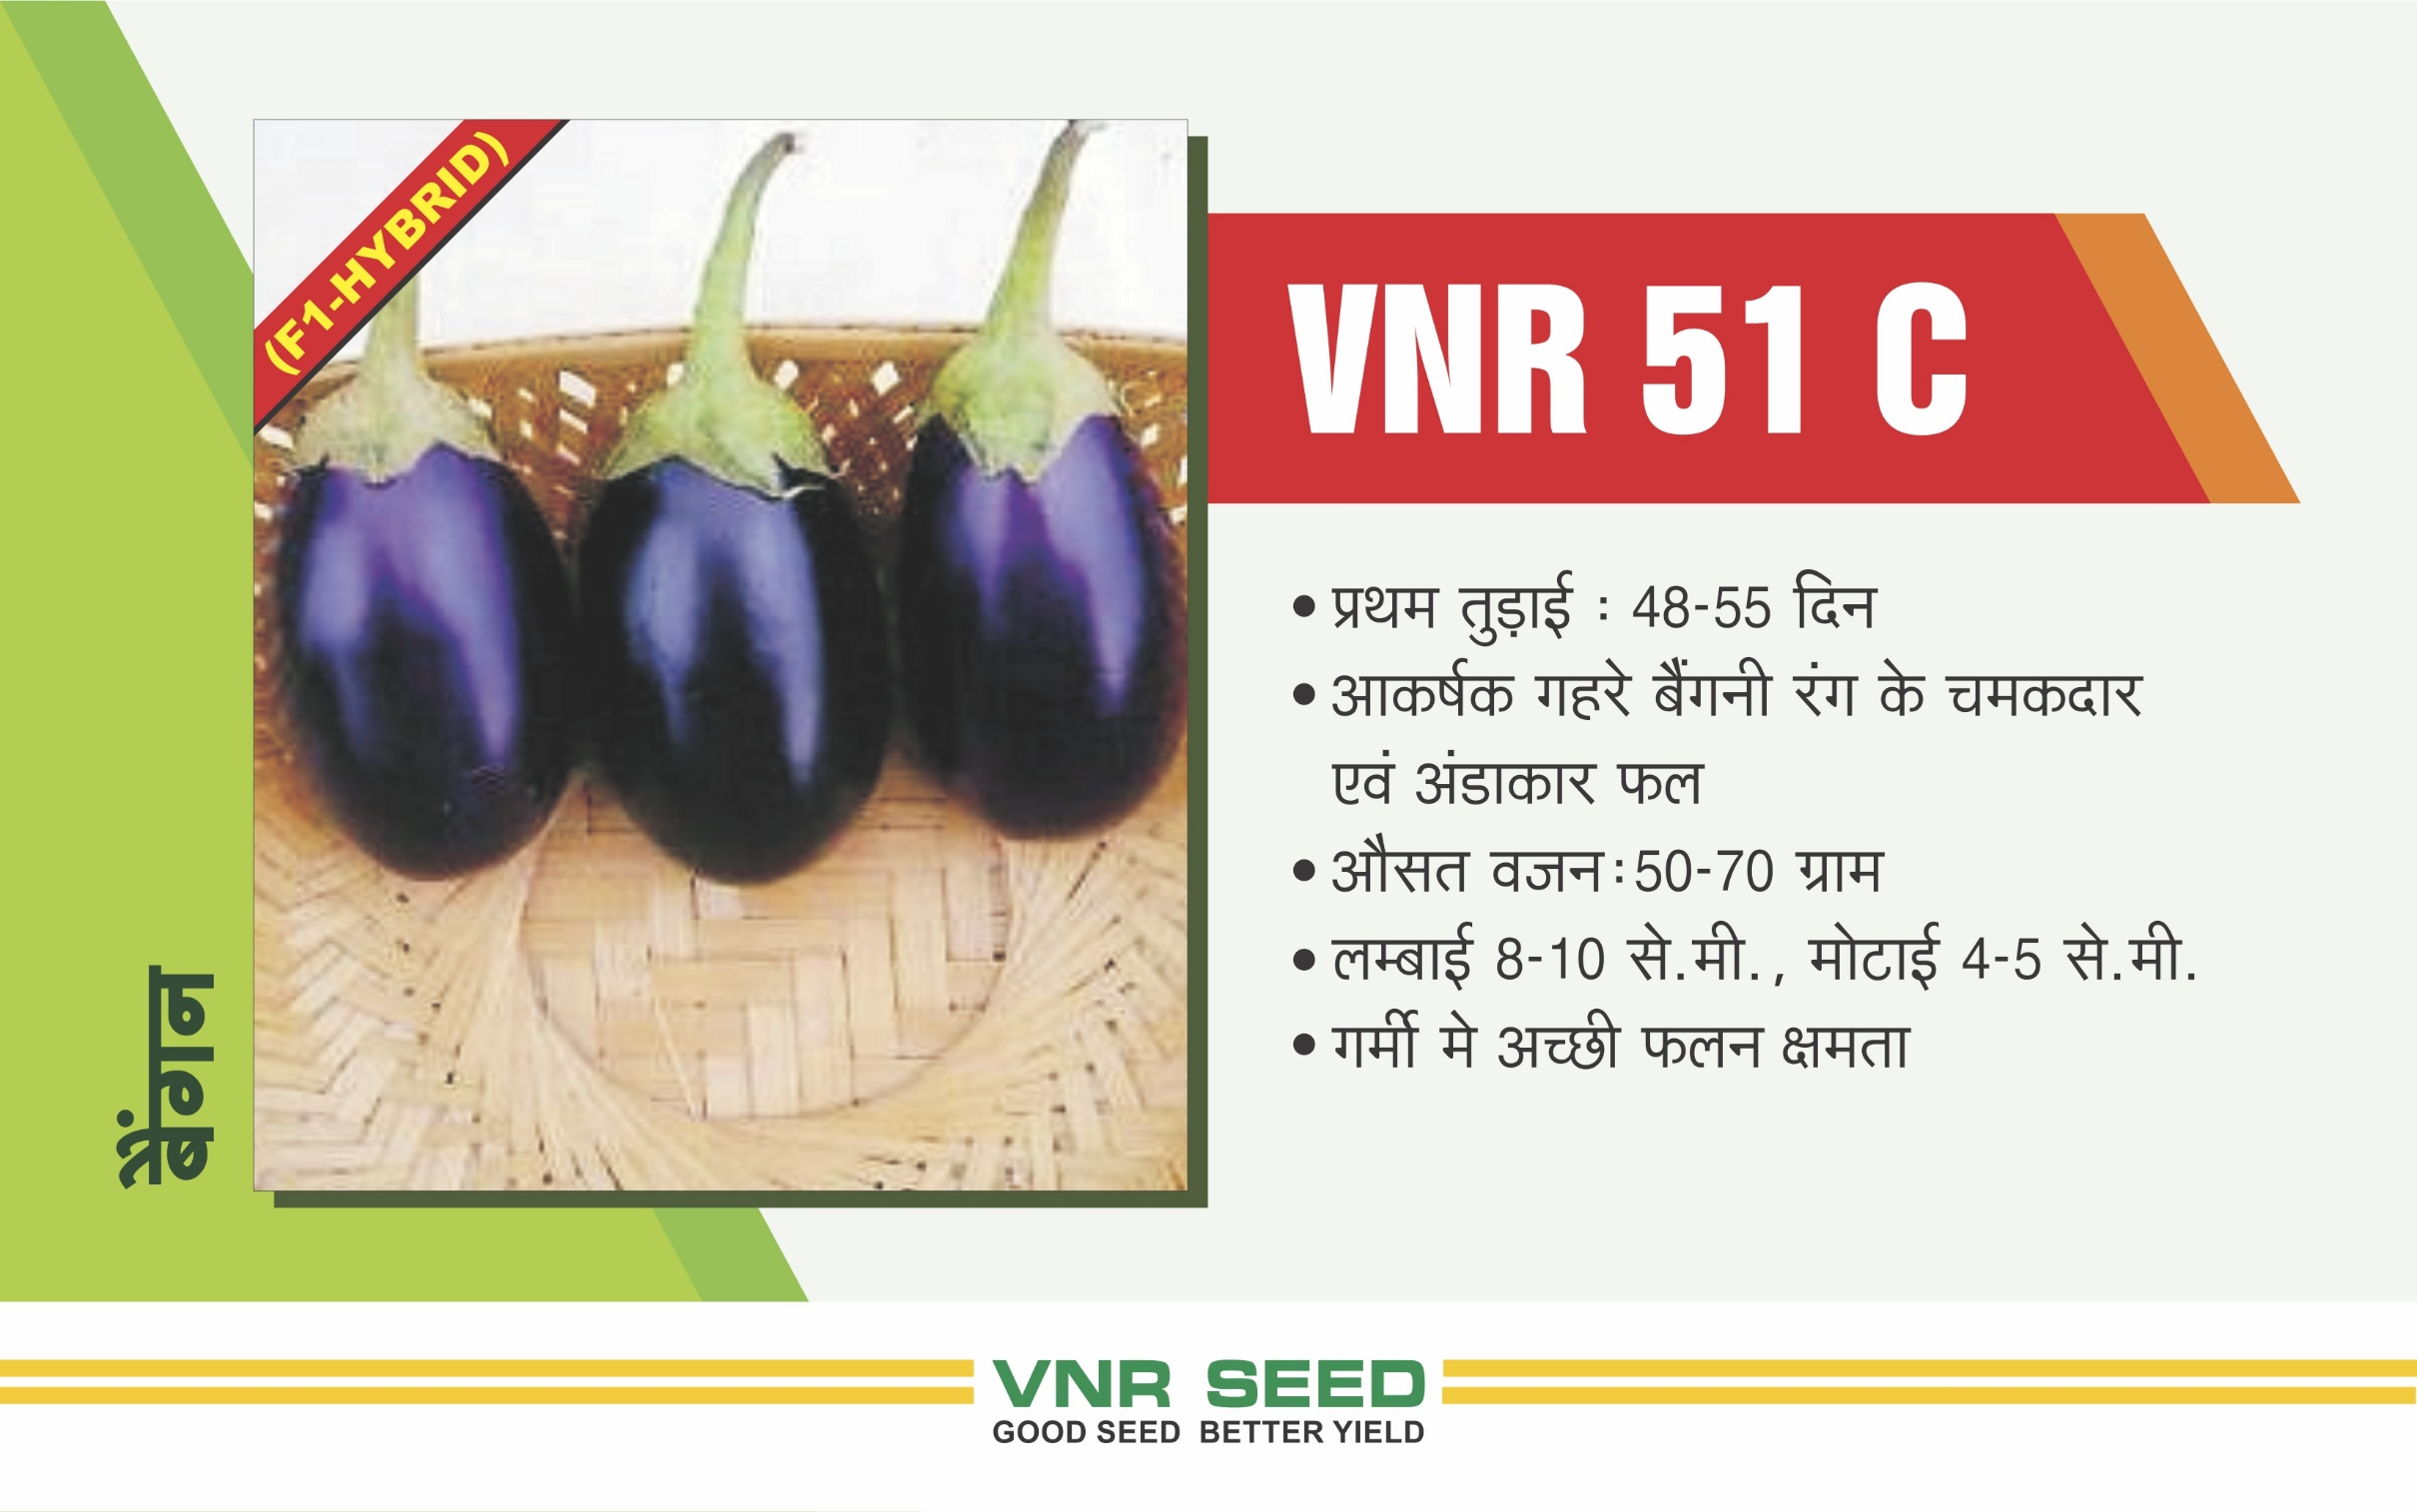 (F1-HYBRID)
VNR 51 C
• प्रथम तुड़ाई : 48-55 दिन
• आकर्षक गहरे बैंगनी रंग के चमकदार
एवं अंडाकार फल
• औसत वजन:50-70 ग्राम
• लम्बाई 8-10 से.मी., मोटाई 4-5 से.मी.
• गर्मी मे अच्छी फलन क्षमता
बैंगन
VNR SEED
GOOD SEED BETTER YIELD